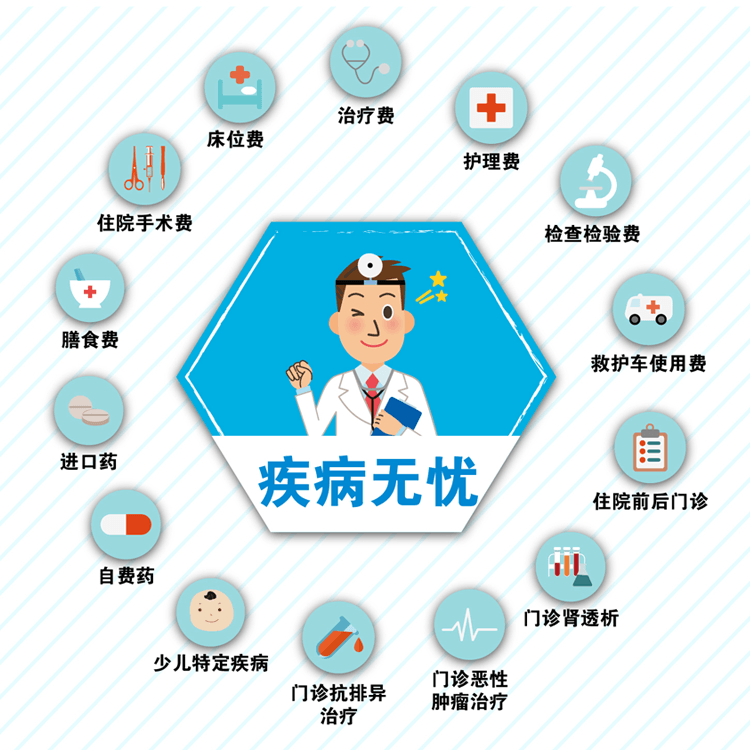 治疗费
床位费
护理费
住院手术费
检查检验费
膳食费
救护车使用费
进口药
疾病无忧
住院前后门诊
自费药
门诊肾透析
少儿特定疾病
门诊抗排异
治疗
门诊恶性
肿瘤治疗